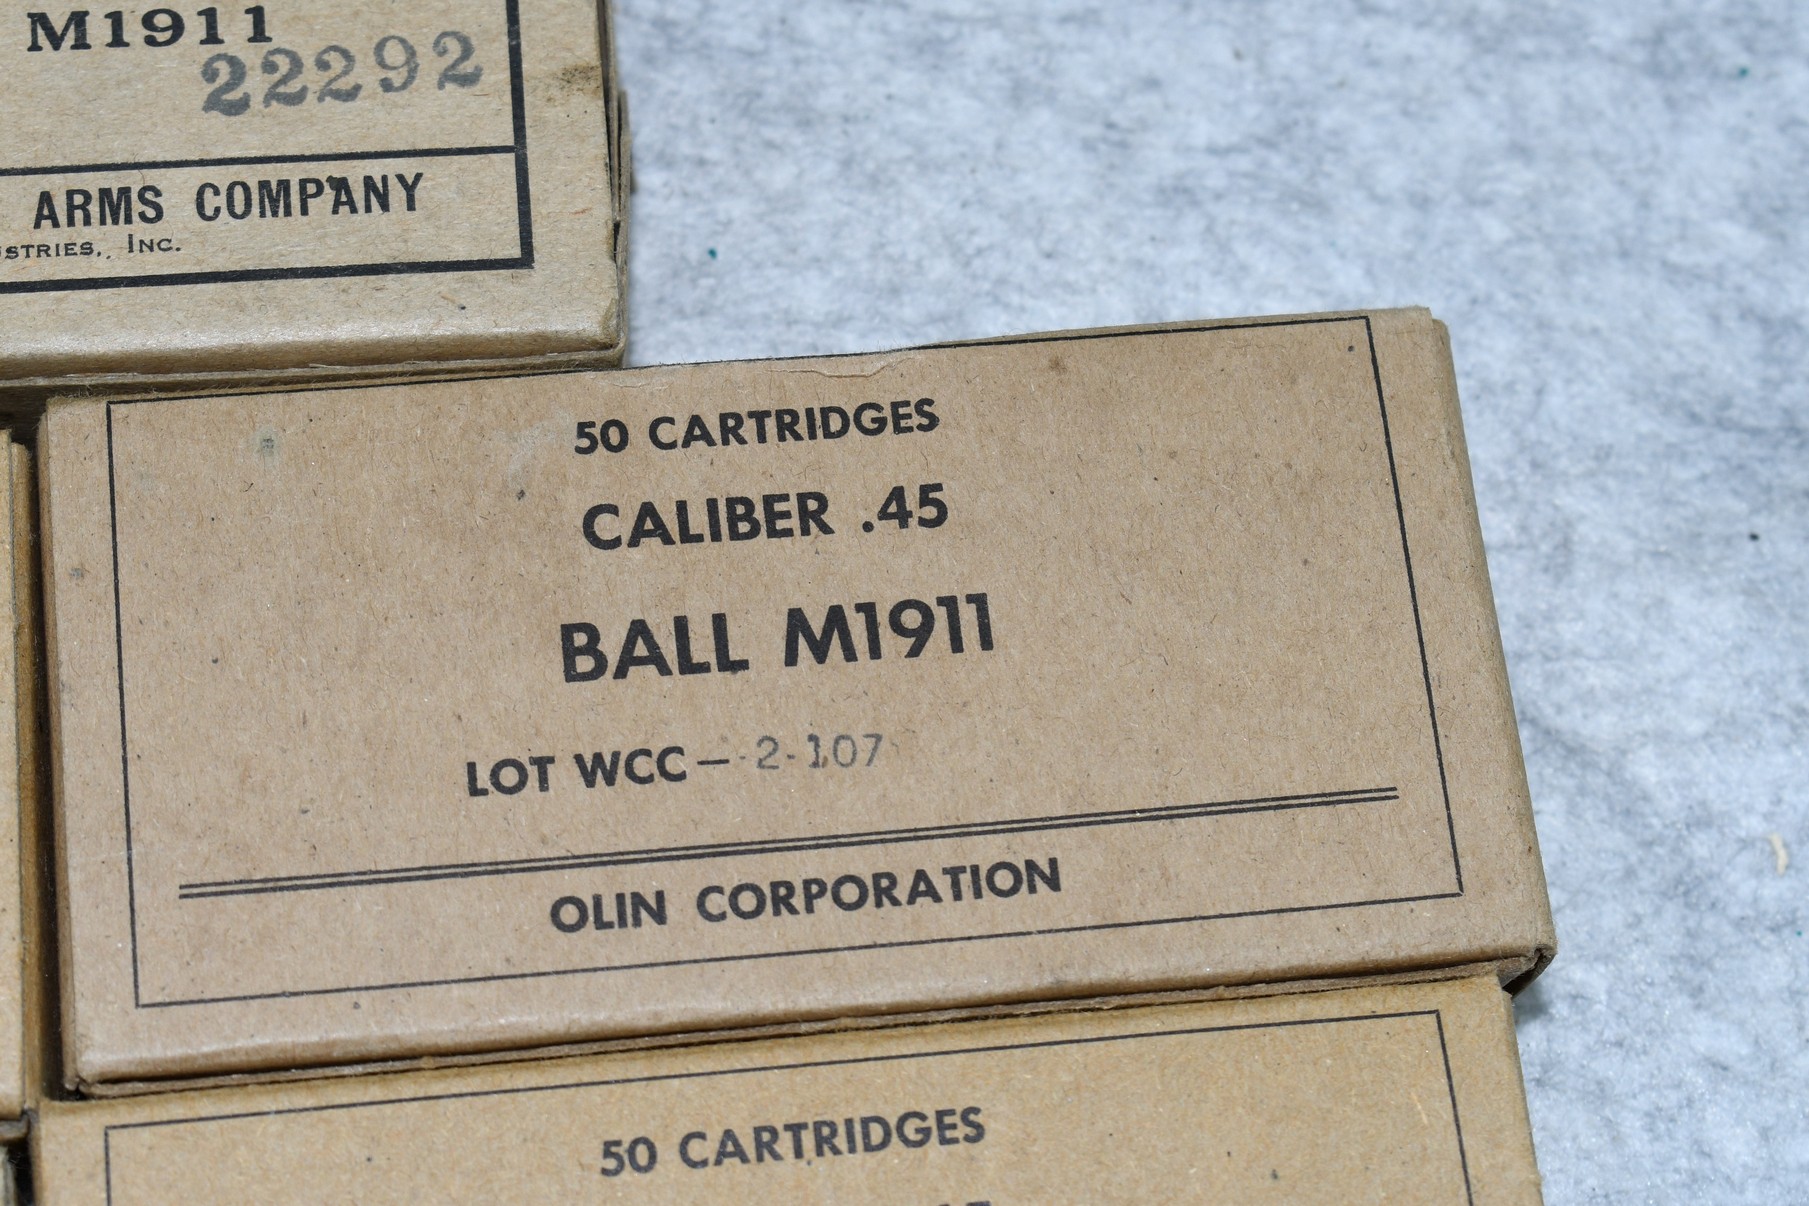 M1911
22292
ARMS COMPANY
INC.
50 CARTRIDGES
CALIBER .45
BALL M1911
LOT WCC - 2-107
OLIN CORPORATION
50 CARTRIDGES